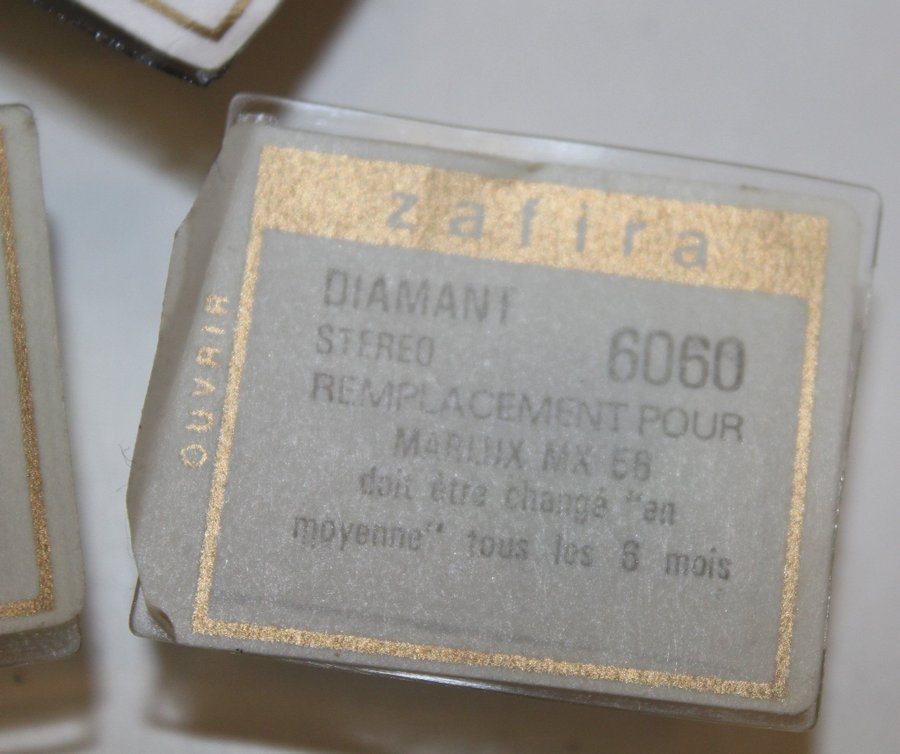 zafira
OUVRIR
DIAMANT
STEREO
6060
REMPLACEMENT POUR
MARLUX MX 56
doit être changé "en
moyenne" tous les 6 mois